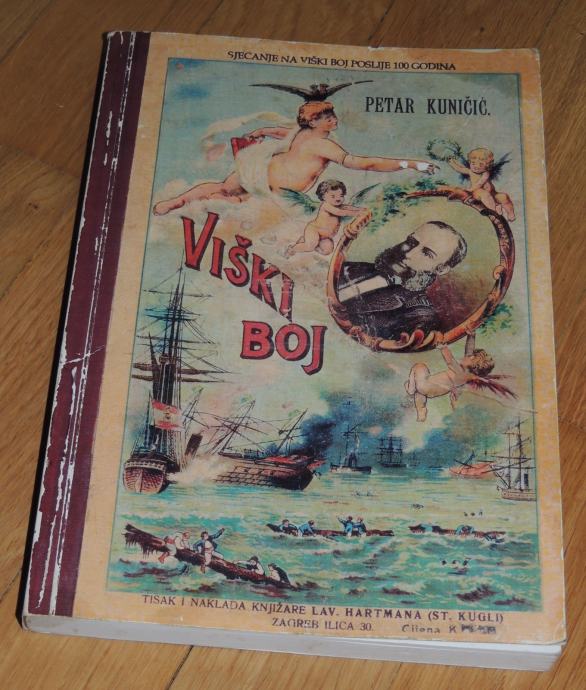 SJEĆANJE NA VIŠKI BOJ POSLIJE 100 GODINA
PETAR KUNIČIĆ.
VIŠKI
BOJ
TISAK I NAKLADA KNJIŽARE LAV. HARTMANA (ST. KUGLI)
ZAGREB ILICA 30.
Cijena K